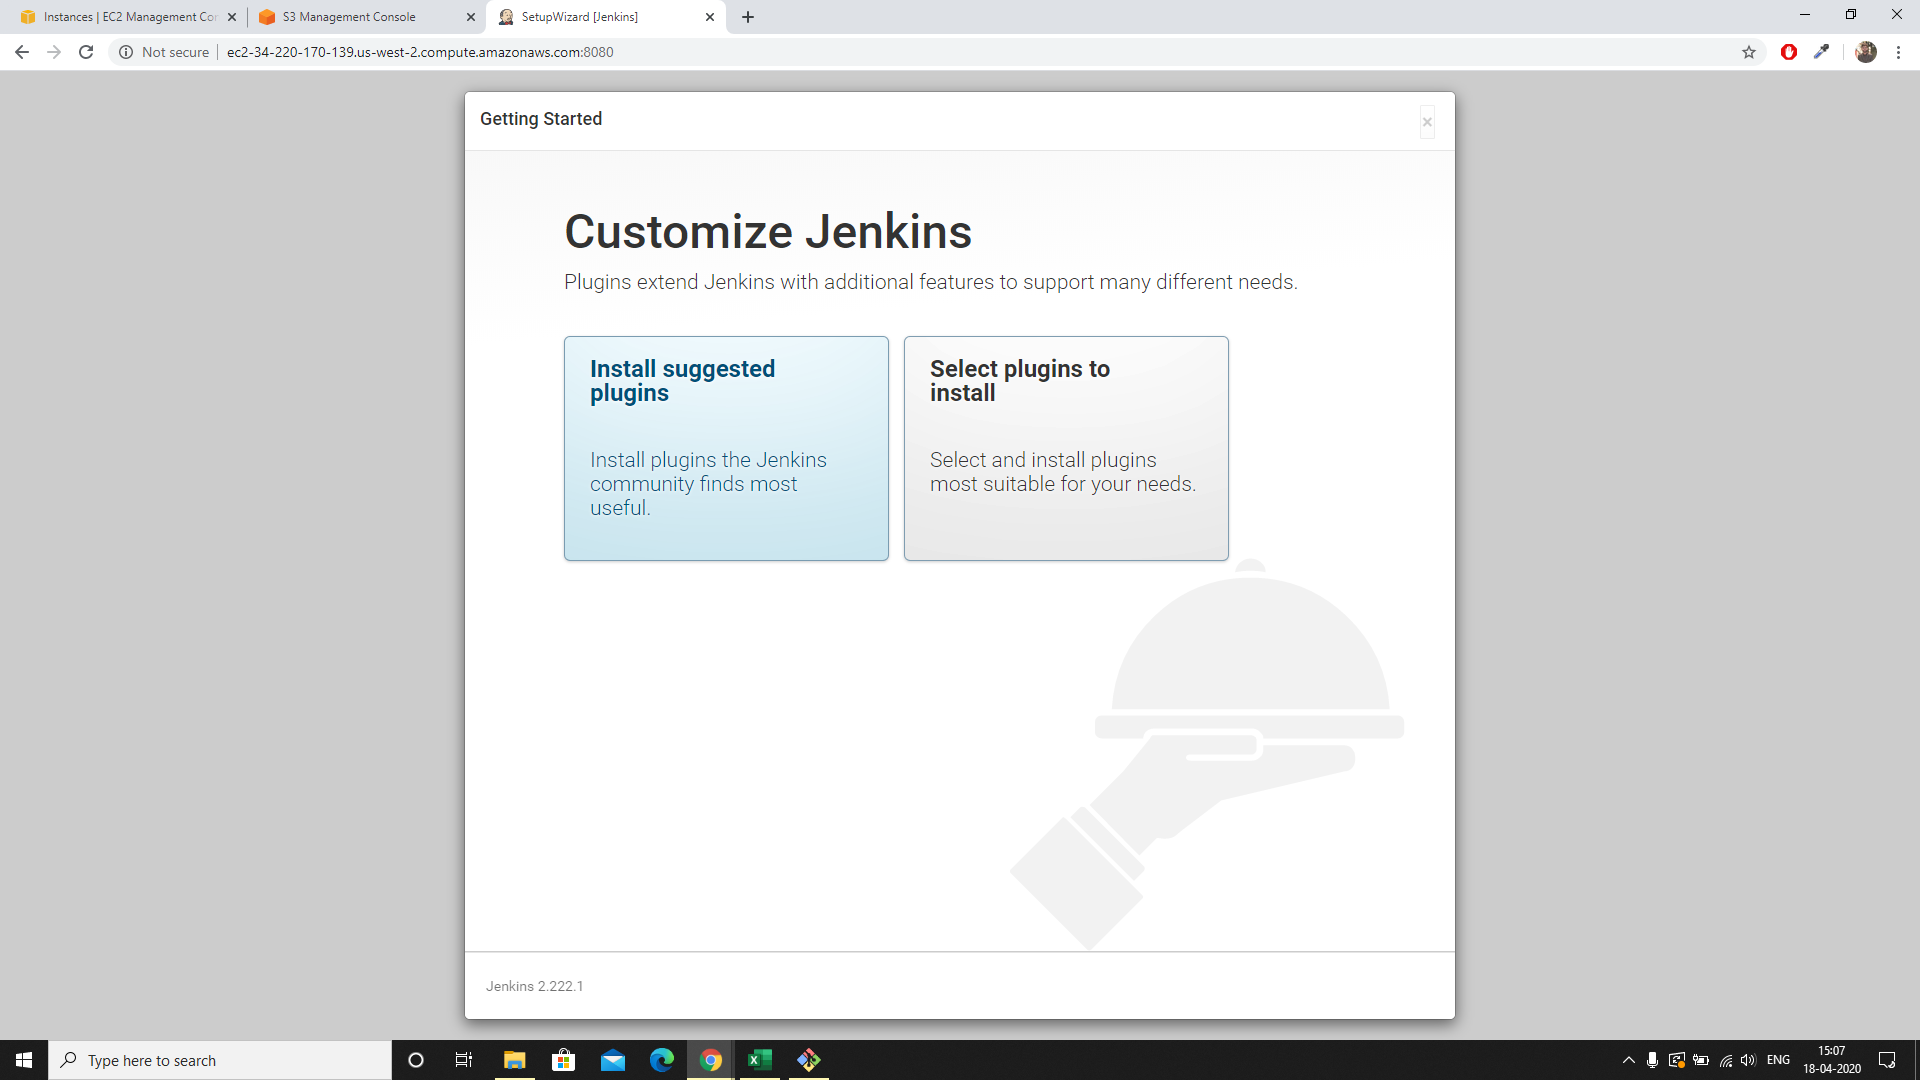 Instances | EC2 Management Con
S3 Management Console
SetupWizard [Jenkins]
Not secure
ec2-34-220-170-139.us-west-2.compute.amazonaws.com:8080
Getting Started
Customize Jenkins
Plugins extend Jenkins with additional features to support many different needs.
Install suggested
plugins
Install plugins the Jenkins
community finds most
useful.
Select plugins to
install
Select and install plugins
most suitable for your needs.
Jenkins 2.222.1
Type here to search
ENG
15:07
18-04-2020